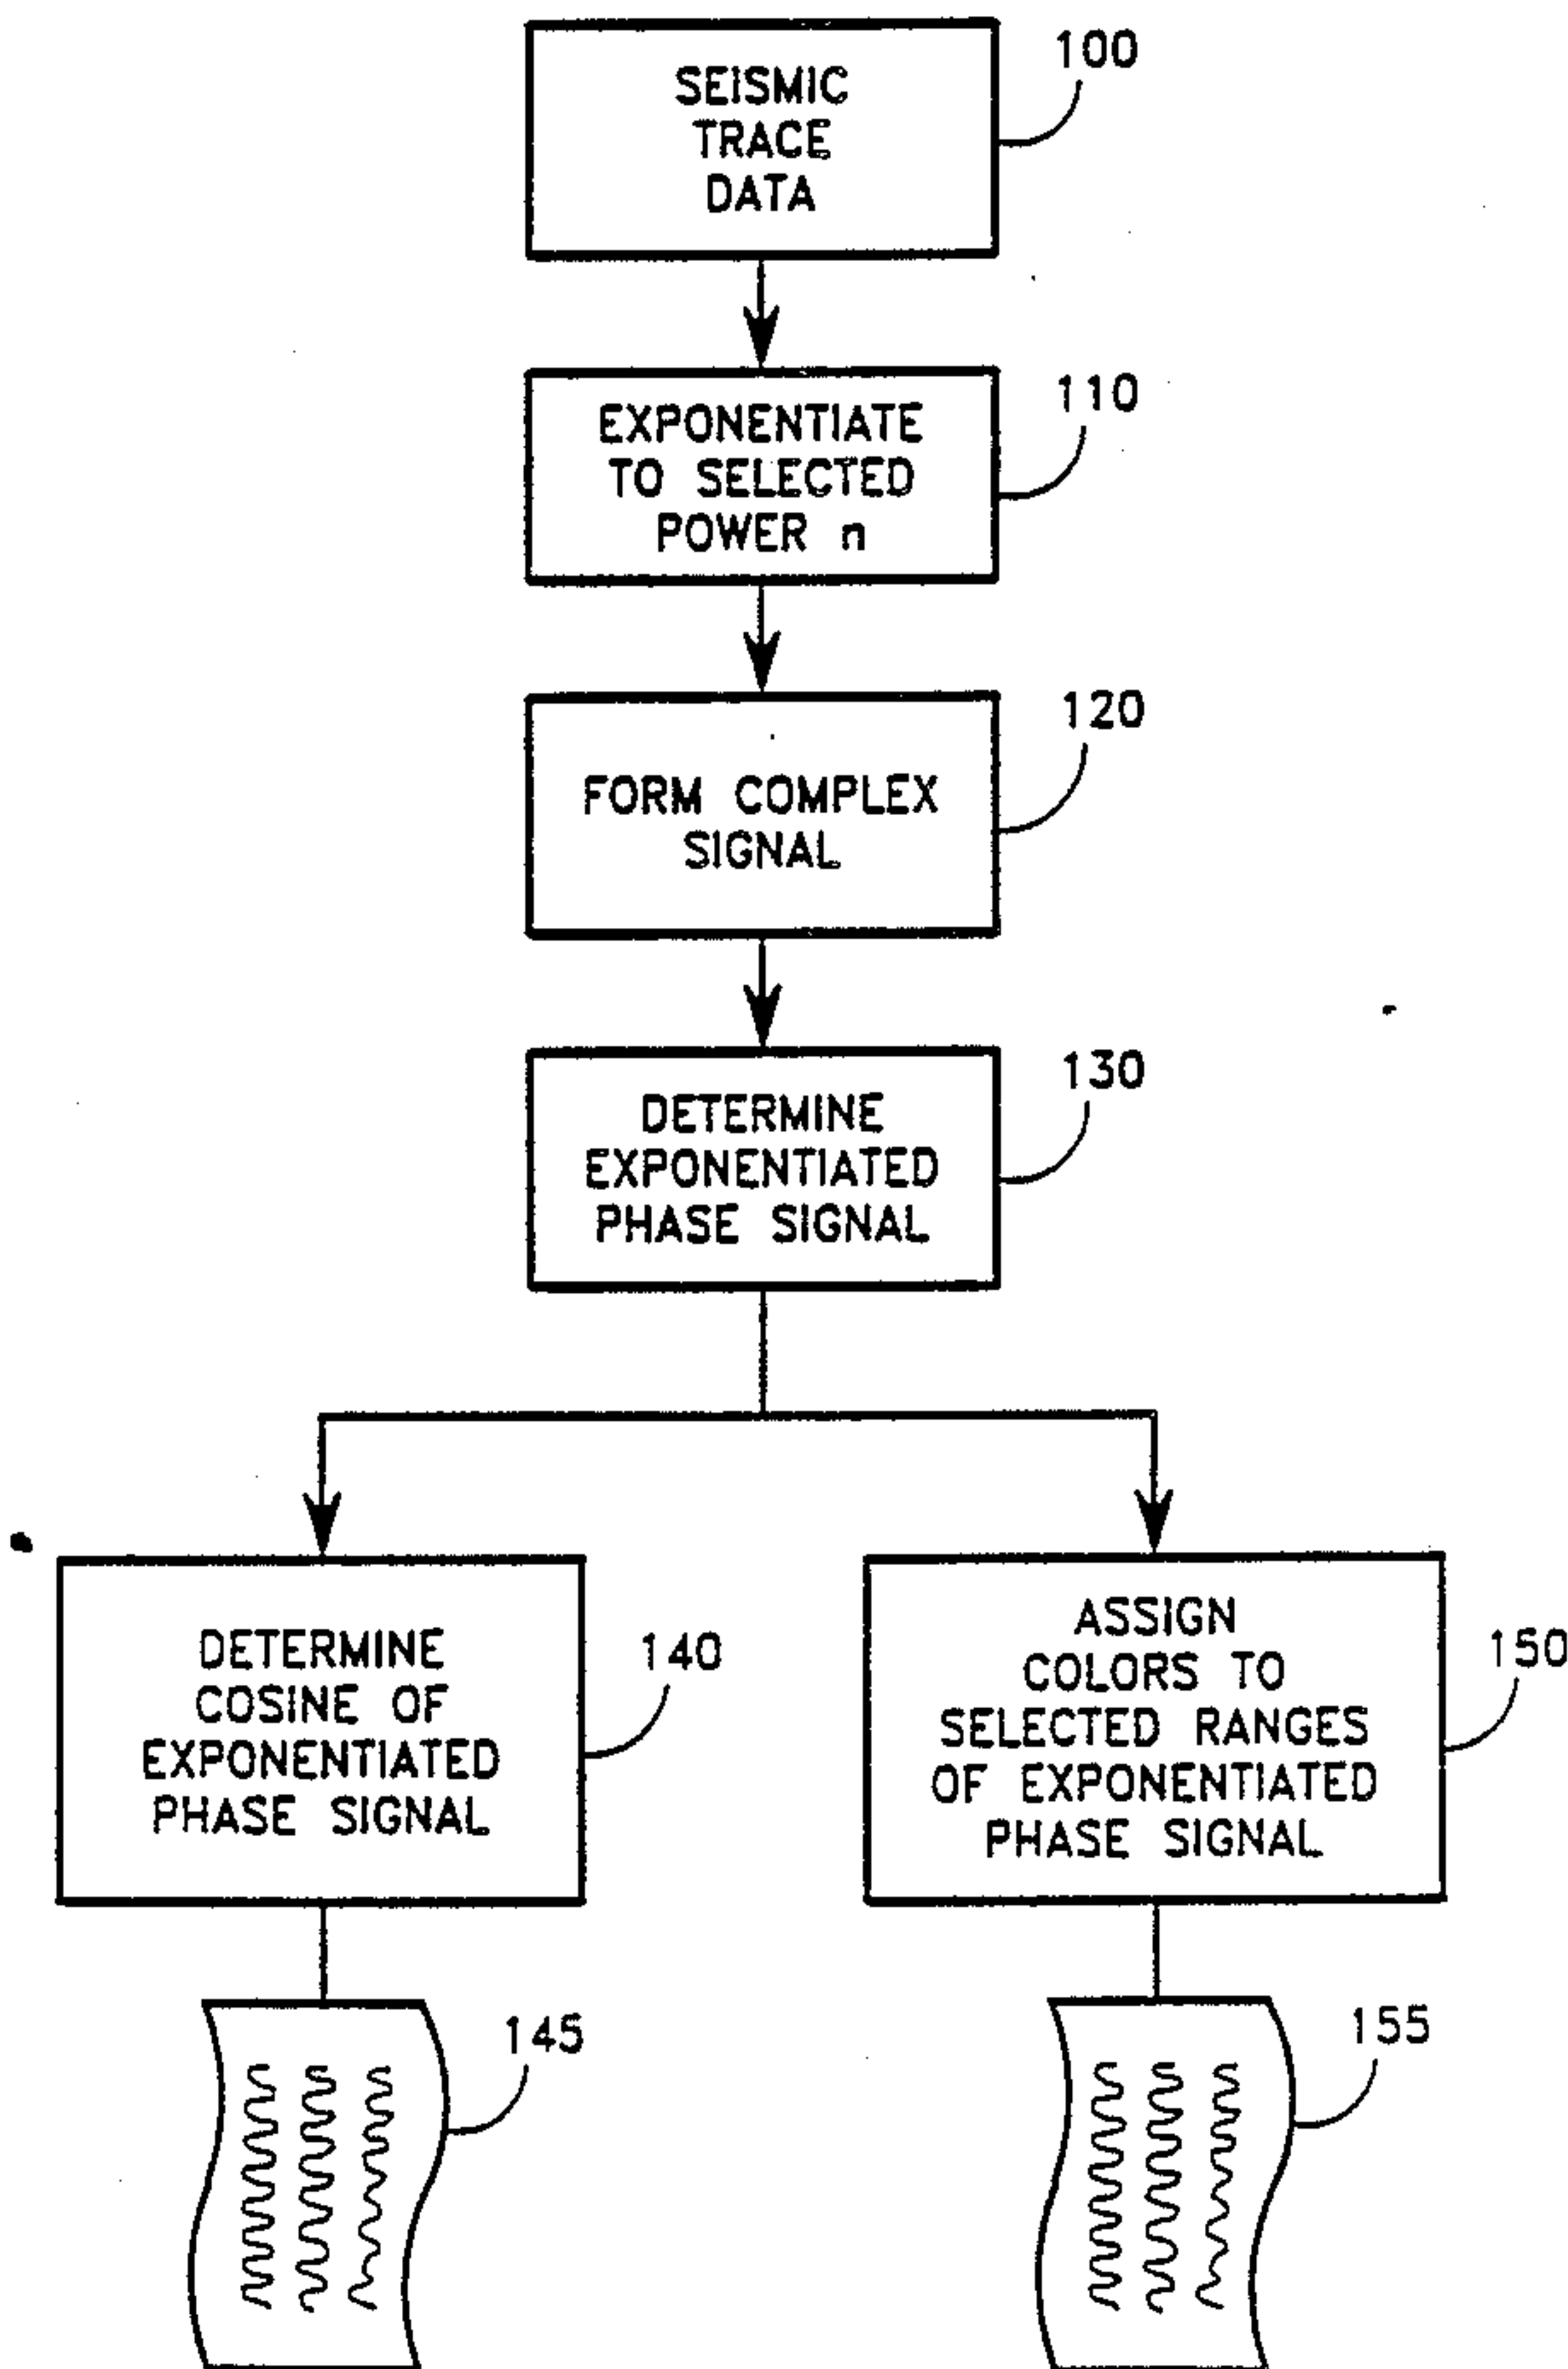 SEISMIC
TRACE
DATA
100
EXPONENTIATE
TO SELECTED
POWER n
110
FORM COMPLEX
SIGNAL
120
DETERMINE
EXPONENTIATED
PHASE SIGNAL
130
DETERMINE
COSINE OF
EXPONENTIATED
PHASE SIGNAL
140
ASSIGN
COLORS TO
SELECTED RANGES
OF EXPONENTIATED
PHASE SIGNAL
150
145
155